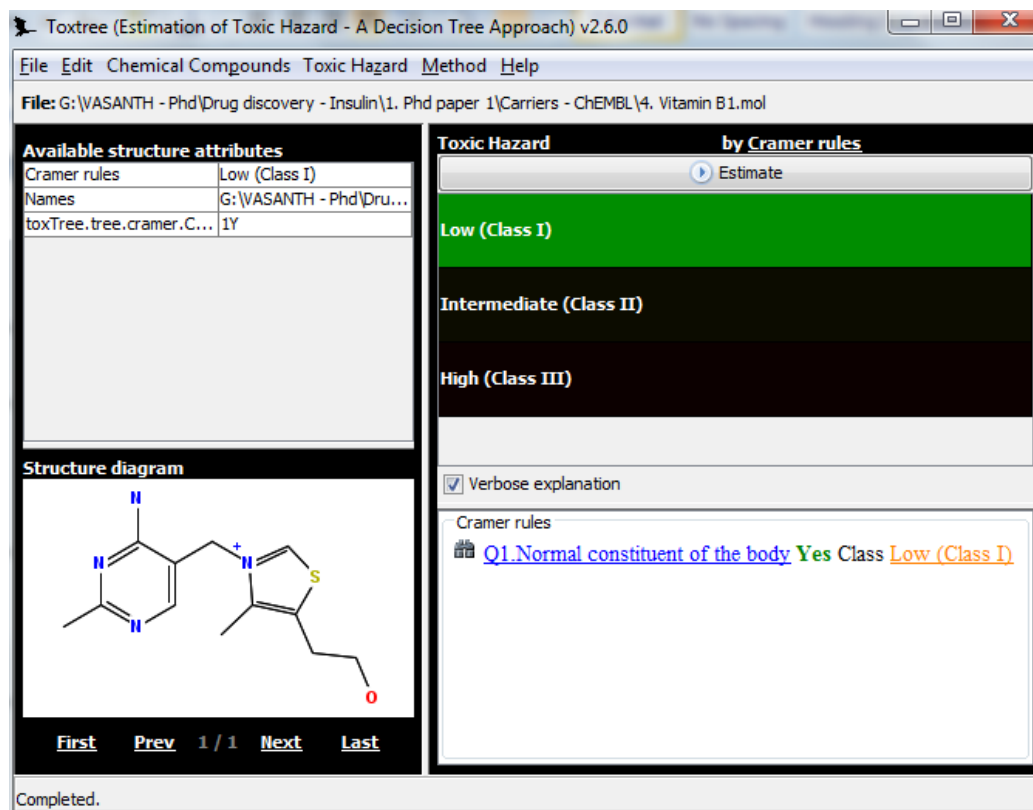 Toxtree (Estimation of Toxic Hazard - A Decision Tree Approach) v2.6.0
File Edit Chemical Compounds Toxic Hazard Method Help
File: G:\VASANTH - Phd\Drug discovery - Insulin\1. Phd paper 1\Carriers - ChEMBL\4. Vitamin B1.mol
Available structure attributes
Cramer rules Low (Class I)
Names G:\VASANTH - Phd\Dru...
toxTree.tree.cramer.C... 1Y
Structure diagram
N
N
N
N
+
S
O
First Prev 1 / 1 Next Last
Toxic Hazard by Cramer rules
Estimate
Low (Class I)
Intermediate (Class II)
High (Class III)
Verbose explanation
Cramer rules
Q1.Normal constituent of the body Yes Class Low (Class I)
Completed.